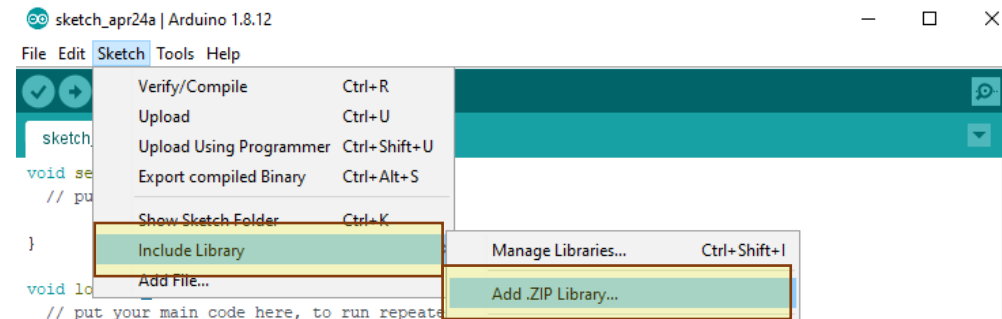 sketch_apr24a | Arduino 1.8.12
File Edit Sketch Tools Help
Verify/Compile Ctrl+R
Upload Ctrl+U
sketch_
Upload Using Programmer Ctrl+Shift+U
void se
Export compiled Binary Ctrl+Alt+S
// pu
Show Sketch Folder Ctrl+K
}
Include Library
Manage Libraries... Ctrl+Shift+I
Add File...
void lo
Add .ZIP Library...
// put your main code here, to run repeate